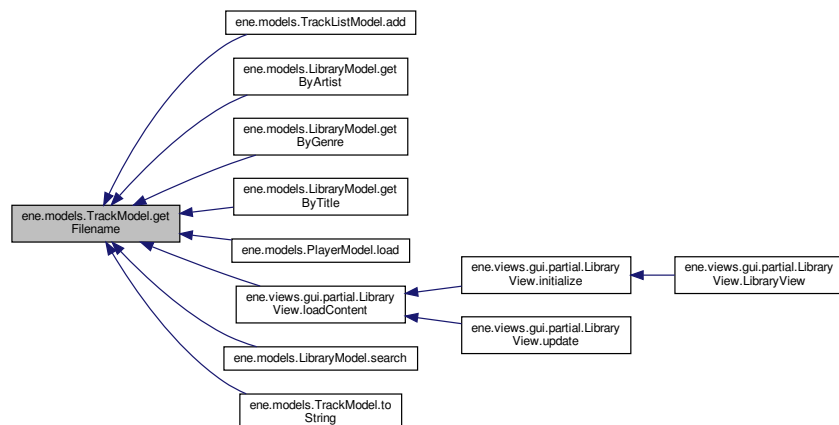 ene.models.TrackListModel.add
ene.models.LibraryModel.get
ByArtist
ene.models.LibraryModel.get
ByGenre
ene.models.LibraryModel.get
ByTitle
ene.models.TrackModel.get
Filename
ene.models.PlayerModel.load
ene.views.gui.partial.Library
View.loadContent
ene.views.gui.partial.Library
View.initialize
ene.views.gui.partial.Library
View.LibraryView
ene.views.gui.partial.Library
View.update
ene.models.LibraryModel.search
ene.models.TrackModel.to
String